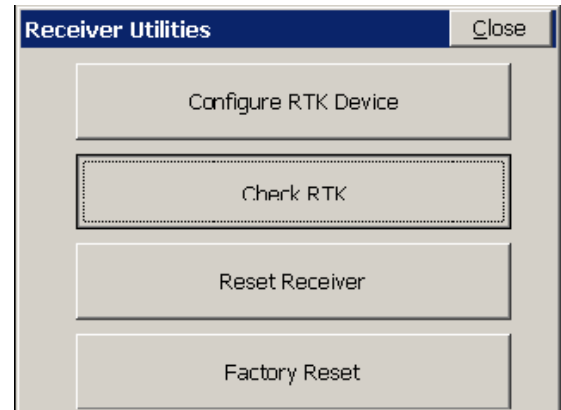 Receiver Utilities
Close
Configure RTK Device
Check RTK
Reset Receiver
Factory Reset